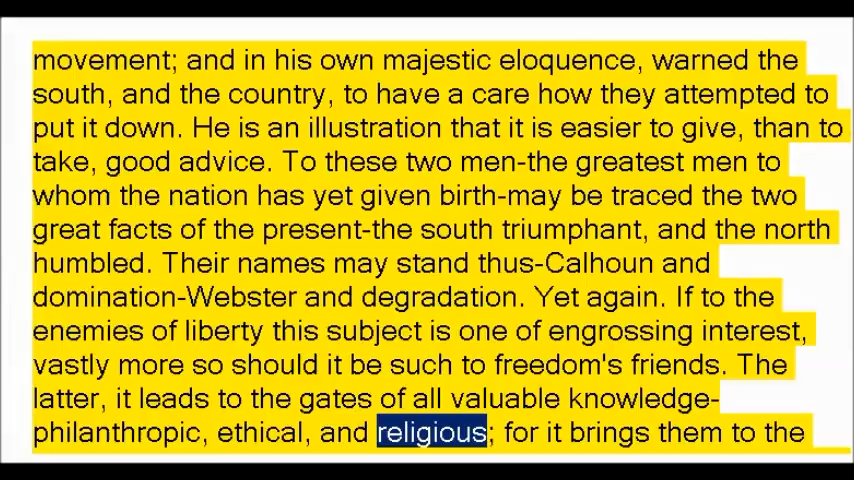 movement; and in his own majestic eloquence, warned the
south, and the country, to have a care how they attempted to
put it down. He is an illustration that it is easier to give, than to
take, good advice. To these two men-the greatest men to
whom the nation has yet given birth-may be traced the two
great facts of the present-the south triumphant, and the north
humbled. Their names may stand thus-Calhoun and
domination-Webster and degradation. Yet again. If to the
enemies of liberty this subject is one of engrossing interest,
vastly more so should it be such to freedom's friends. The
latter, it leads to the gates of all valuable knowledge-
philanthropic, ethical, and religious; for it brings them to the